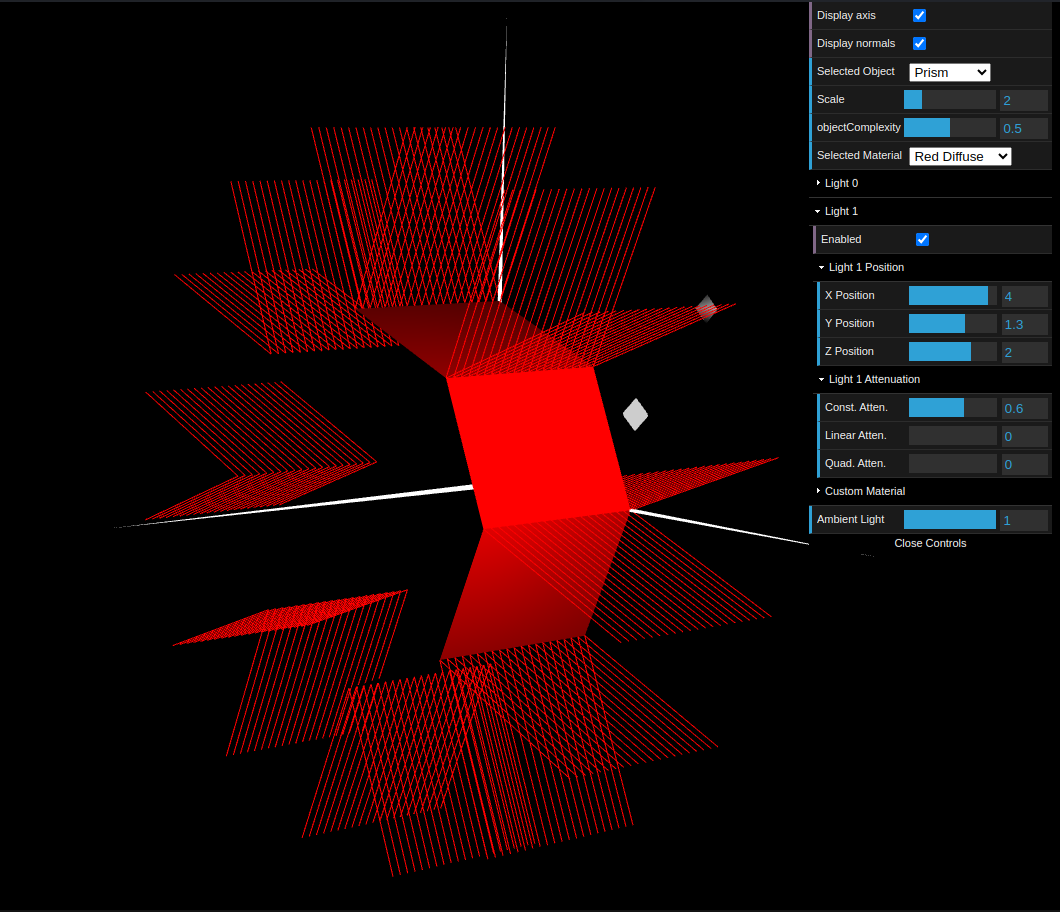 Display axis
Display normals
Selected Object Prism
Scale 2
objectComplexity 0.5
Selected Material Red Diffuse
Light 0
Light 1
Enabled
Light 1 Position
X Position 4
Y Position 1.3
Z Position 2
Light 1 Attenuation
Const. Atten. 0.6
Linear Atten. 0
Quad. Atten. 0
Custom Material
Ambient Light 1
Close Controls